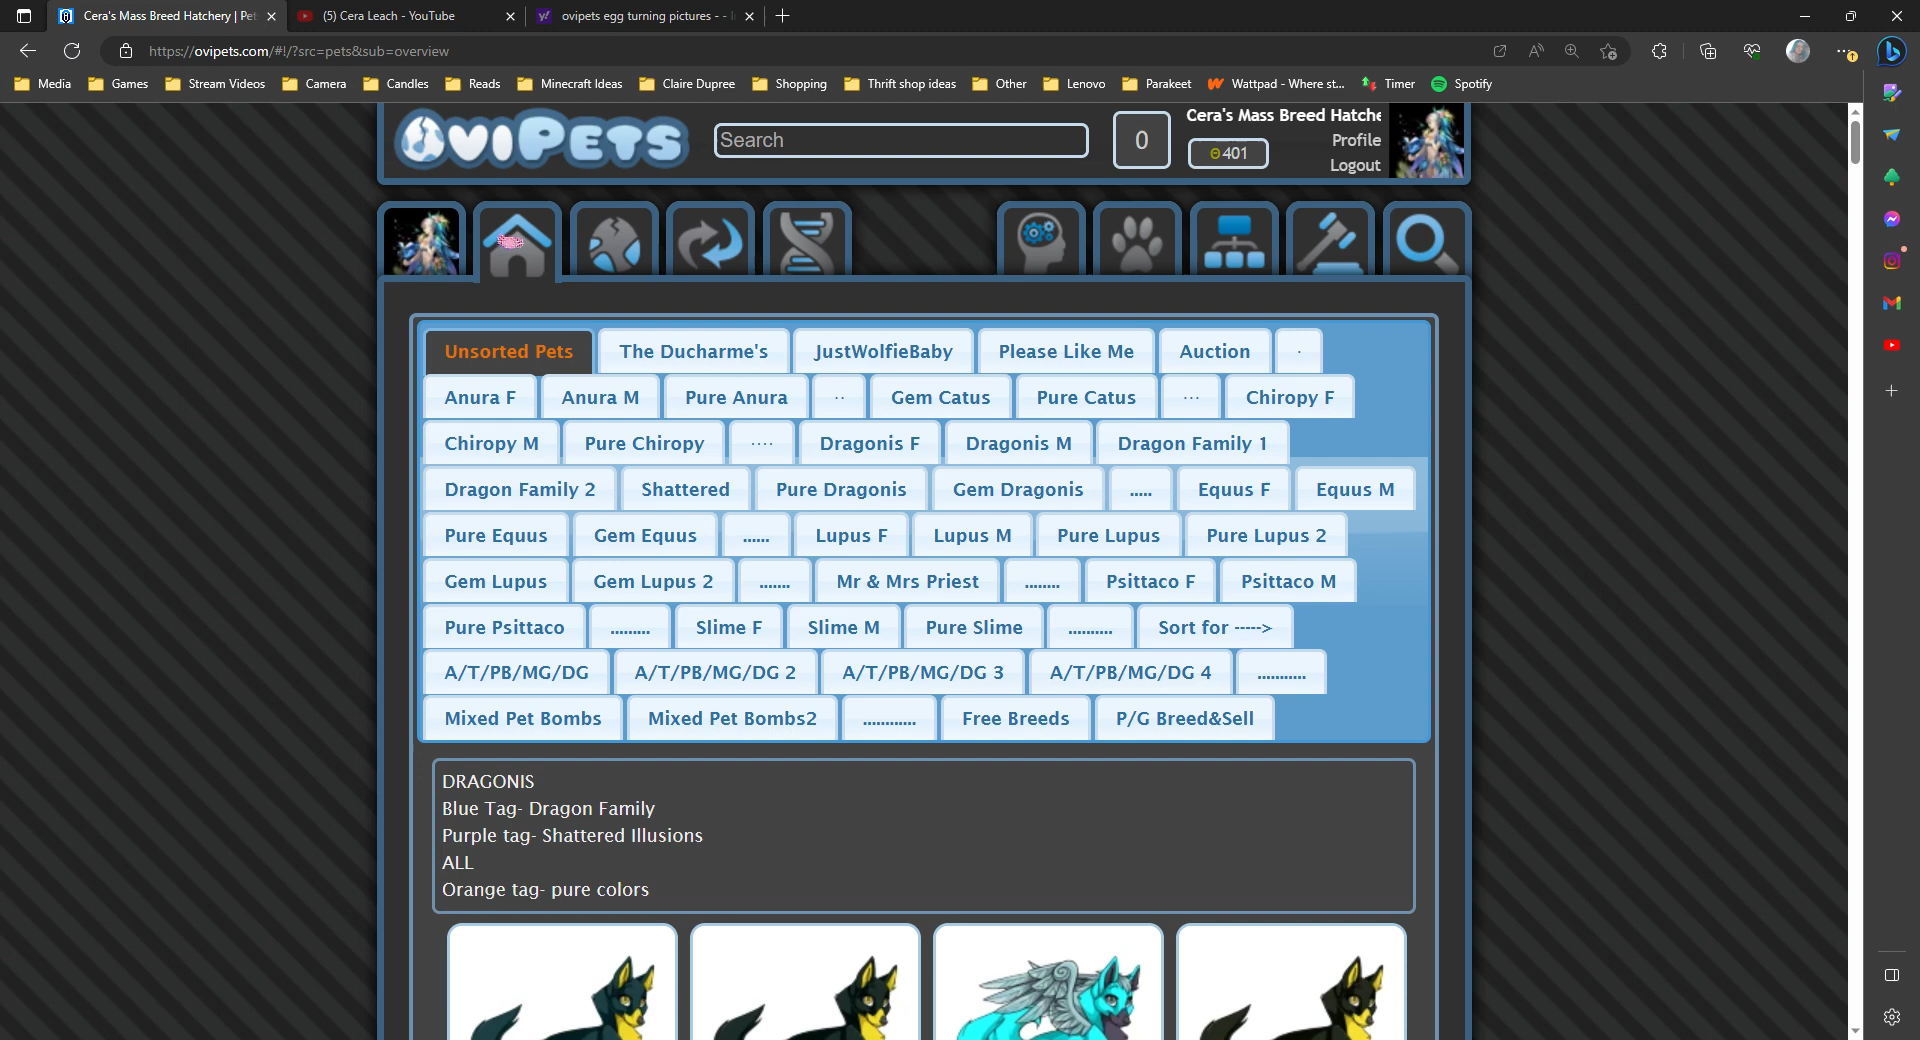 Cera's Mass Breed Hatchery | Pet
(5) Cera Leach - YouTube
ovipets egg turning pictures - -
https://ovipets.com/#!/?src=pets&sub=overview
Media Games Stream Videos Camera Candles Reads Minecraft Ideas Claire Dupree Shopping Thrift shop ideas Other Lenovo Parakeet Wattpad - Where st... Timer Spotify
OviPets
Search
0
Cera's Mass Breed Hatche
401
Profile
Logout
Unsorted Pets The Ducharme's JustWolfieBaby Please Like Me Auction .
Anura F Anura M Pure Anura .. Gem Catus Pure Catus ... Chiropy F
Chiropy M Pure Chiropy .... Dragonis F Dragonis M Dragon Family 1
Dragon Family 2 Shattered Pure Dragonis Gem Dragonis ..... Equus F Equus M
Pure Equus Gem Equus ...... Lupus F Lupus M Pure Lupus Pure Lupus 2
Gem Lupus Gem Lupus 2 ....... Mr & Mrs Priest ........ Psittaco F Psittaco M
Pure Psittaco ......... Slime F Slime M Pure Slime .......... Sort for ----->
A/T/PB/MG/DG A/T/PB/MG/DG 2 A/T/PB/MG/DG 3 A/T/PB/MG/DG 4 ...........
Mixed Pet Bombs Mixed Pet Bombs2 ............ Free Breeds P/G Breed&Sell
DRAGONIS
Blue Tag- Dragon Family
Purple tag- Shattered Illusions
ALL
Orange tag- pure colors